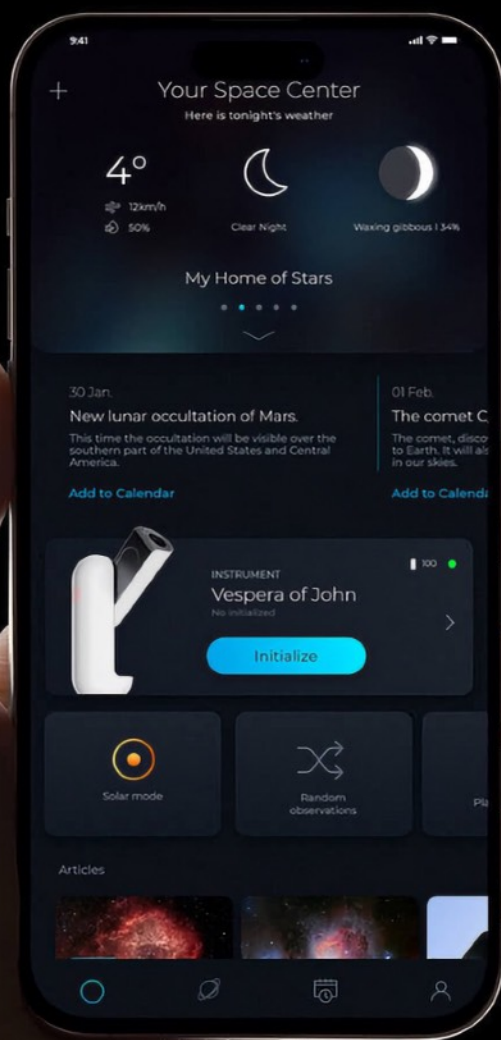 9:41
Your Space Center
Here is tonight's weather
4°
12km/h
50%
Clear Night
Waxing gibbous | 34%
My Home of Stars
30 Jan.
New lunar occultation of Mars.
This time the occultation will be visible over the
southern part of the United States and Central
America.
Add to Calendar
01 Feb.
The comet C
The comet, disco
to Earth. It will als
in our skies.
Add to Calenda
INSTRUMENT
Vespera of John
No initialized
100
Initialize
Solar mode
Random
observations
Pla
Articles